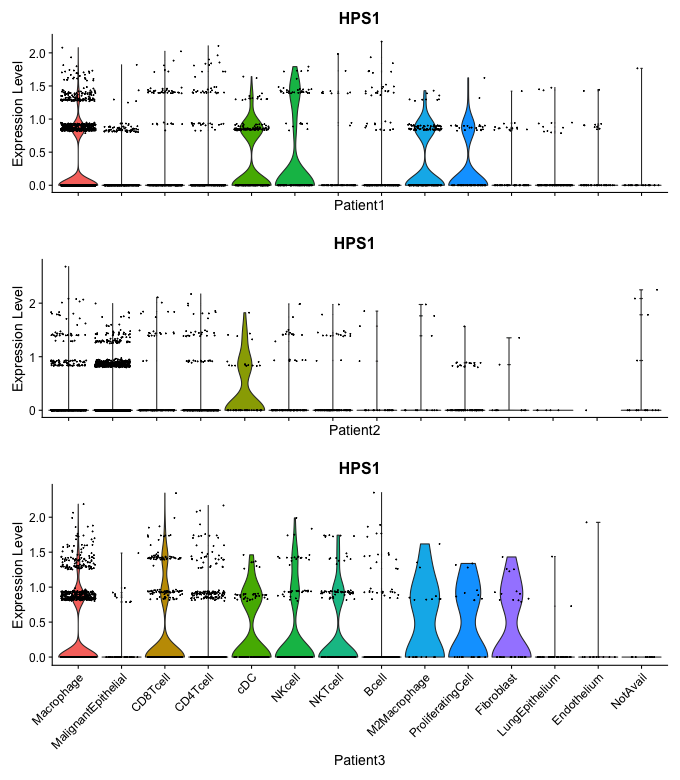 HPS1
Expression Level
2.0
1.5
1.0
0.5
0.0
Patient1
HPS1
Expression Level
2
1
0
Patient2
HPS1
Expression Level
2.0
1.5
1.0
0.5
0.0
Macrophage
MalignantEpithelial
CD8Tcell
CD4Tcell
cDC
NKcell
NKTcell
Bcell
M2Macrophage
ProliferatingCell
Fibroblast
LungEpithelium
Endothelium
NotAvail
Patient3